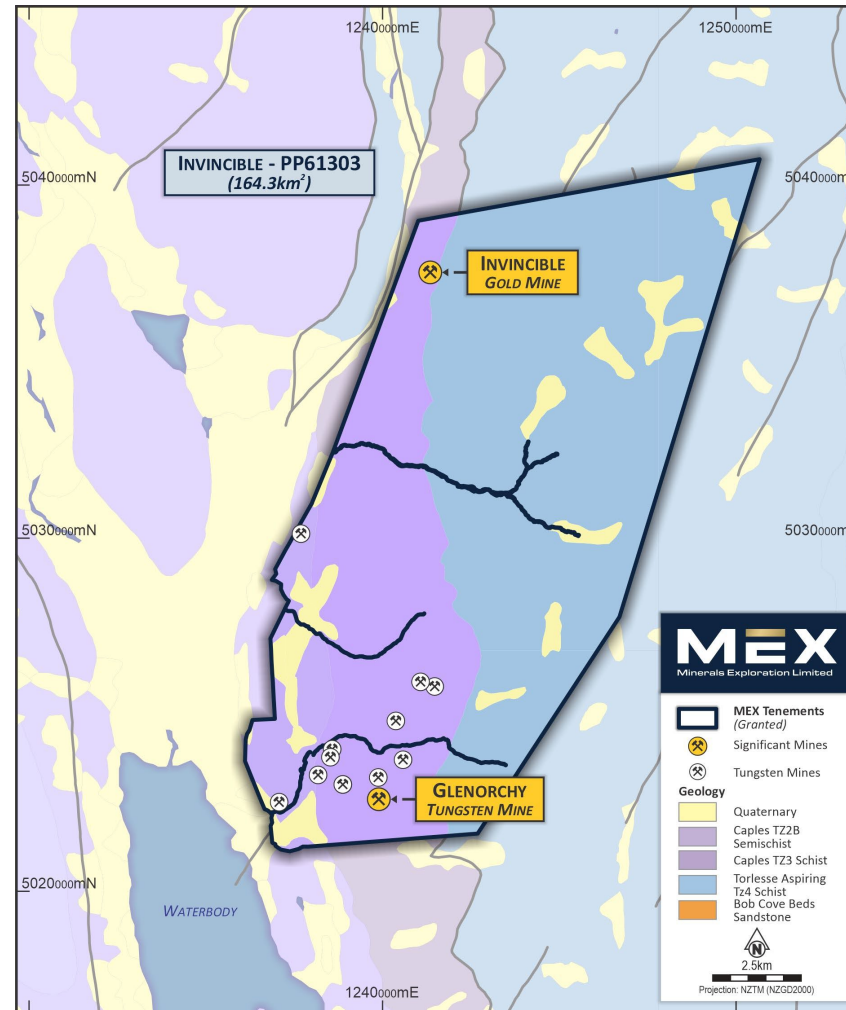 1240000mE
1250000mE
INVINCIBLE - PP61303
(164.3km²)
5040000mN
5040000m
INVINCIBLE
GOLD MINE
5030000mN
5030000m
MEX
Minerals Exploration Limited
MEX Tenements
(Granted)
Significant Mines
Tungsten Mines
Geology
Quaternary
Caples TZ2B
Semischist
Caples TZ3 Schist
Torlesse Aspiring
Tz4 Schist
Bob Cove Beds
Sandstone
N
2.5km
Projection: NZTM (NZGD2000)
GLENORCHY
TUNGSTEN MINE
5020000mN
WATERBODY
1240000mE